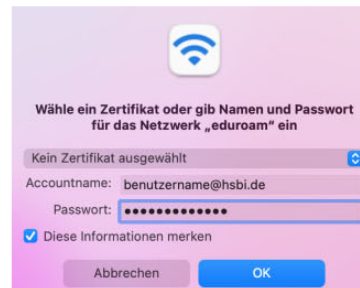 Wähle ein Zertifikat oder gib Namen und Passwort
für das Netzwerk „eduroam“ ein
Kein Zertifikat ausgewählt
Accountname: benutzername@hsbi.de
Passwort: •••••••••••••
Diese Informationen merken
Abbrechen OK